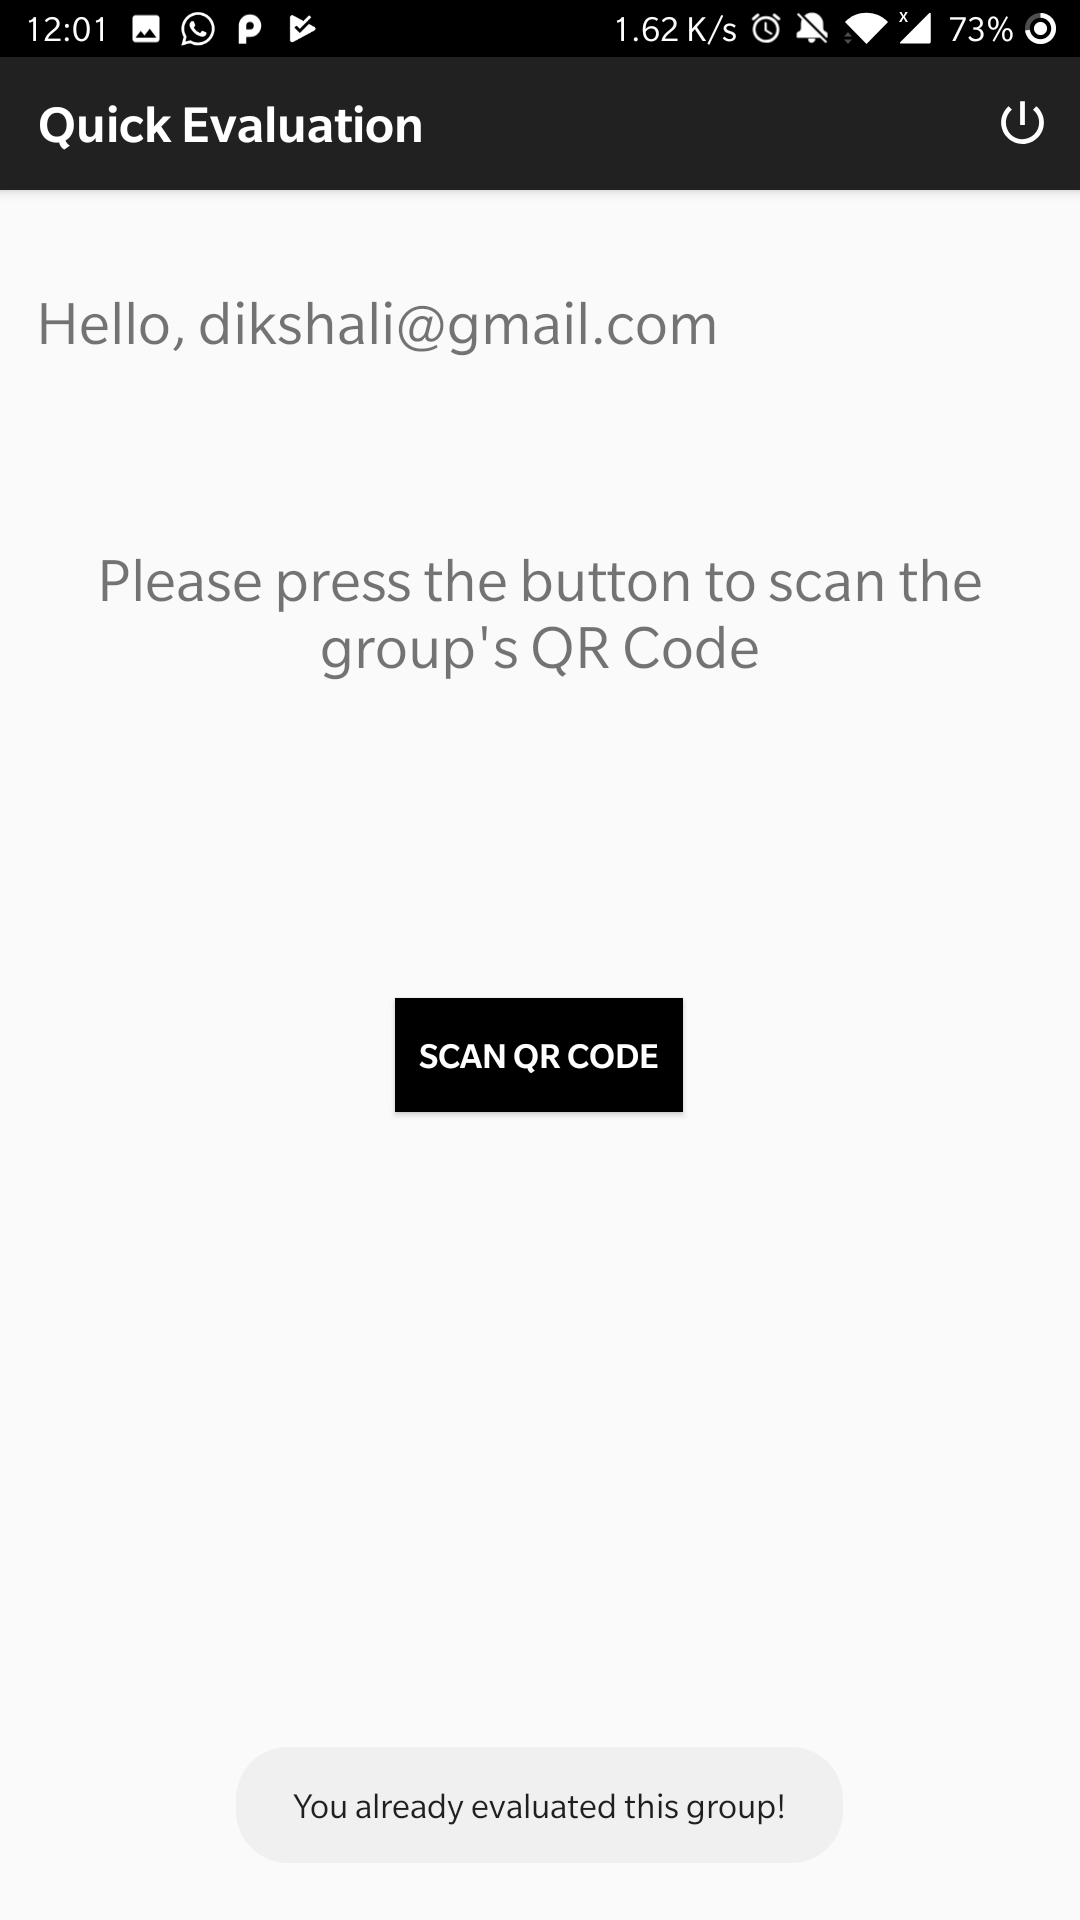 12:01 1.62 K/s x 73%
Quick Evaluation
Hello, dikshali@gmail.com
Please press the button to scan the
group's QR Code
SCAN QR CODE
You already evaluated this group!